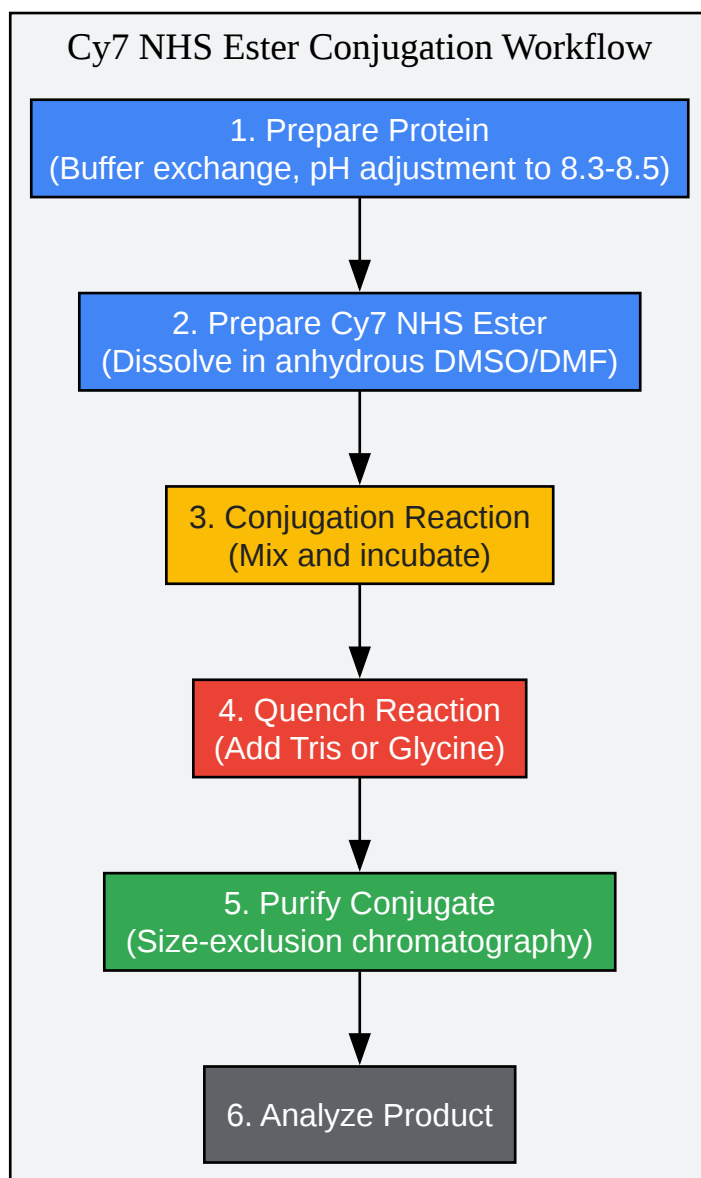 Cy7 NHS Ester Conjugation Workflow
1. Prepare Protein
(Buffer exchange, pH adjustment to 8.3-8.5)
2. Prepare Cy7 NHS Ester
(Dissolve in anhydrous DMSO/DMF)
3. Conjugation Reaction
(Mix and incubate)
4. Quench Reaction
(Add Tris or Glycine)
5. Purify Conjugate
(Size-exclusion chromatography)
6. Analyze Product